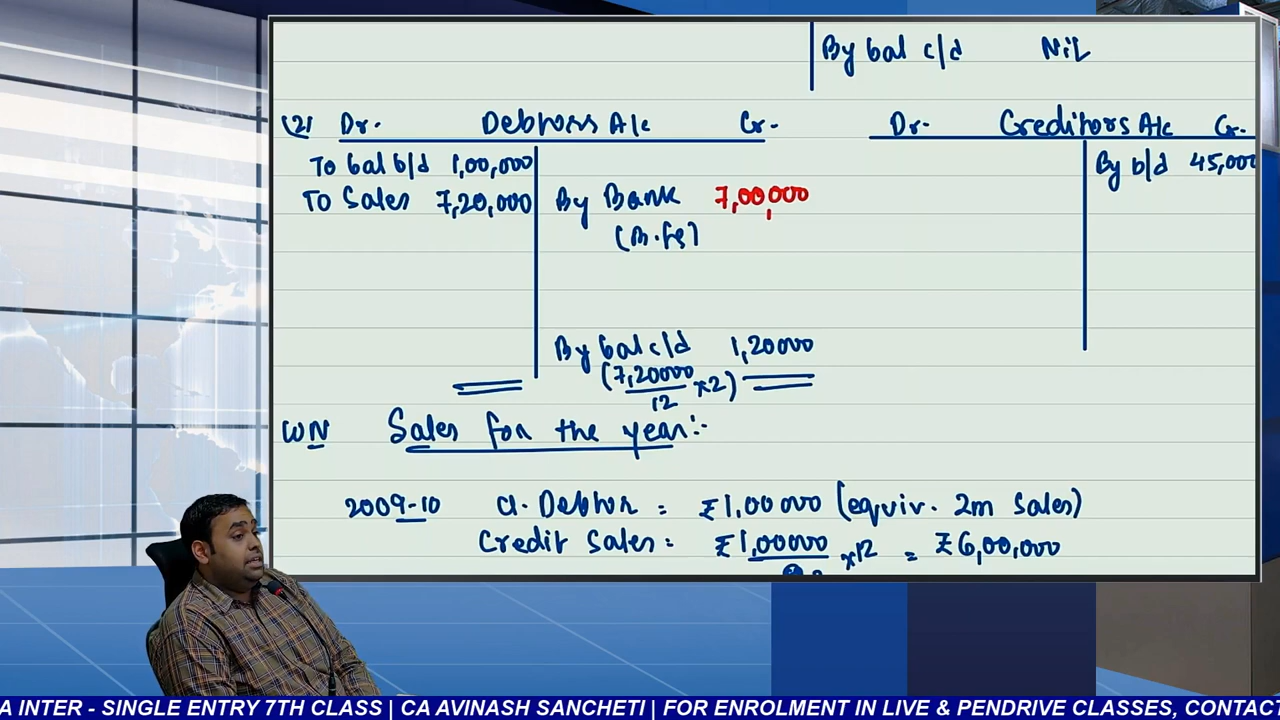 By bal c/d Nil
(2) Dr. Debtors A/c Cr. Dr. Creditors A/c Cr.
To bal b/d 1,00,000 By b/d 45,000
To Sales 7,20,000 By Bank 7,00,000
(B.fg)
By bal c/d 1,20000
(7,20000/12 x2)
WN Sales for the year:-
2009-10 Cl. Debtor = ₹1,00000 (equiv. 2m Sales)
Credit Sales = ₹1,00000 x12 = ₹6,00,000
A INTER - SINGLE ENTRY 7TH CLASS | CA AVINASH SANCHETI | FOR ENROLMENT IN LIVE & PENDRIVE CLASSES, CONTACT